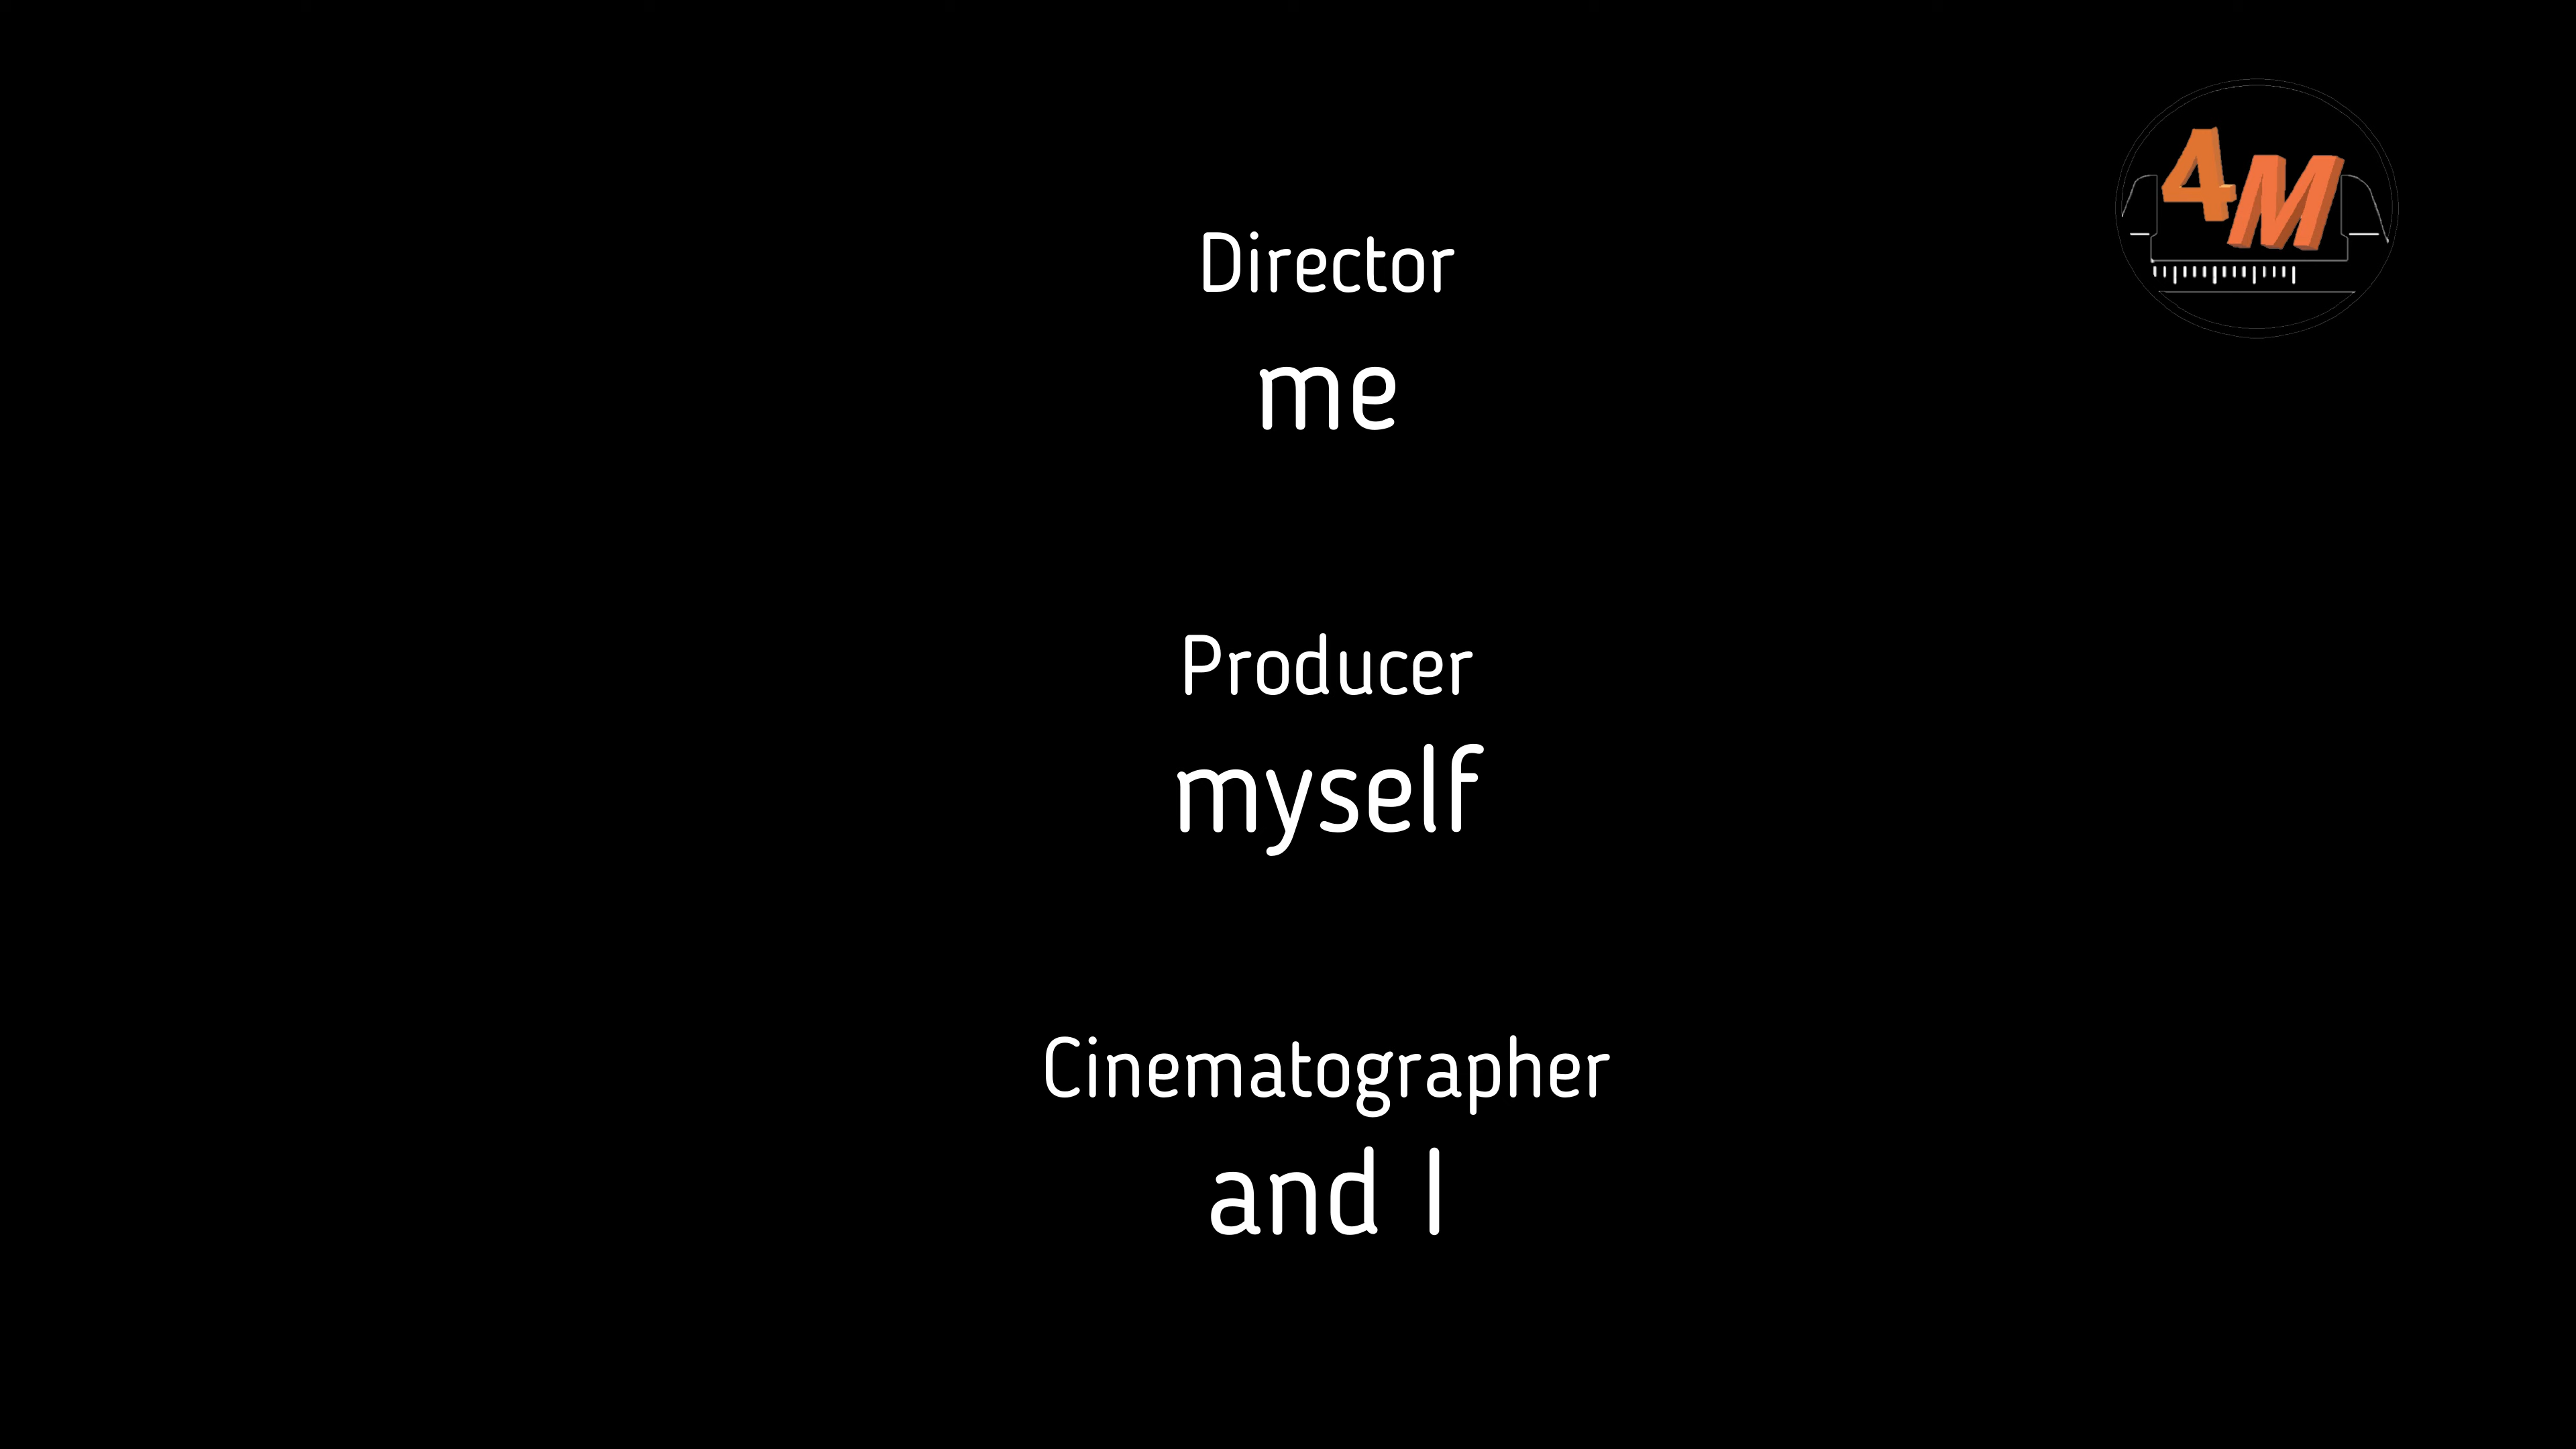 4M
Director
me
Producer
myself
Cinematographer
and I